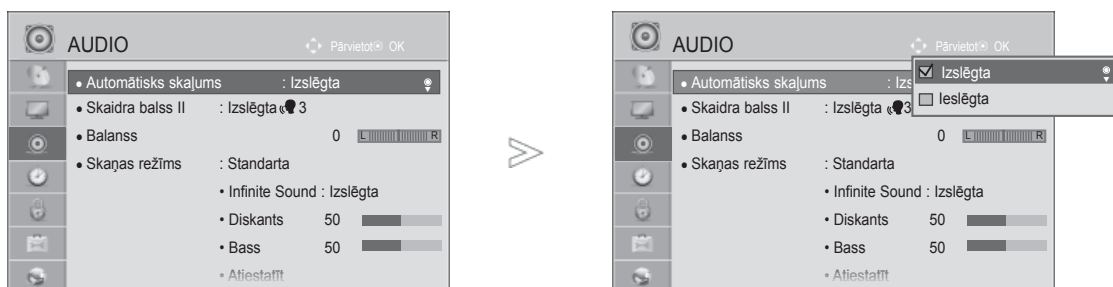 AUDIO
Pārvietot OK
• Automātisks skaļums : Izslēgta
• Skaidra balss II : Izslēgta 3
• Balanss 0 L R
• Skaņas režīms : Standarta
• Infinite Sound : Izslēgta
• Diskants 50
• Bass 50
• Atiestatīt
AUDIO
Pārvietot OK
• Automātisks skaļums : Izs
Izslēgta
Ieslēgta
• Skaidra balss II : Izslēgta 3
• Balanss 0 L R
• Skaņas režīms : Standarta
• Infinite Sound : Izslēgta
• Diskants 50
• Bass 50
• Atiestatīt